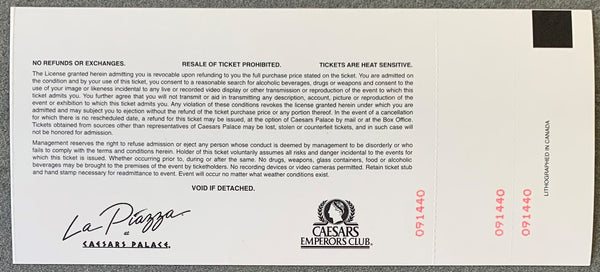 NO REFUNDS OR EXCHANGES. RESALE OF TICKET PROHIBITED. TICKETS ARE HEAT SENSITIVE.
The License granted herein admitting you is revocable upon refunding to you the full purchase price stated on the ticket. You are admitted on
the condition and by your use of this ticket, you consent to a reasonable search for alcoholic beverages, drugs or weapons and consent to the
use of your image or likeness incidental to any live or recorded video display or other transmission or reproduction of the event to which this
ticket admits you. You further agree that you will not transmit or aid in transmitting any description, account, picture or reproduction of the
event or exhibition to which this ticket admits you. Any violation of these conditions revokes the license granted herein under which you are
admitted and may subject you to ejection without the refund of the ticket purchase price or any portion thereof. In the event of a cancellation
for which there is no rescheduled date, a refund for this ticket may be issued, at the option of Caesars Palace by mail or at the Box Office.
Tickets obtained from sources other than representatives of Caesars Palace may be lost, stolen or counterfeit tickets, and in such case will
not be honored for admission.
Management reserves the right to refuse admission or eject any person whose conduct is deemed by management to be disorderly or who
fails to comply with the terms and conditions herein. Holder of this ticket voluntarily assumes all risks and danger incidental to the events for
which this ticket is issued. Whether occurring prior to, during or after the same. No drugs, weapons, glass containers, food or alcoholic
beverages may be brought to the premises of the event by ticketholders. No recording devices or video cameras permitted. Retain ticket stub
and hand stamp necessary for readmittance to event. Event will occur no matter what weather conditions exist.
VOID IF DETACHED.
La Piazza
at
CAESARS PALACE.
CAESARS
EMPERORS CLUB.
091440
091440
091440
LITHOGRAPHED IN CANADA